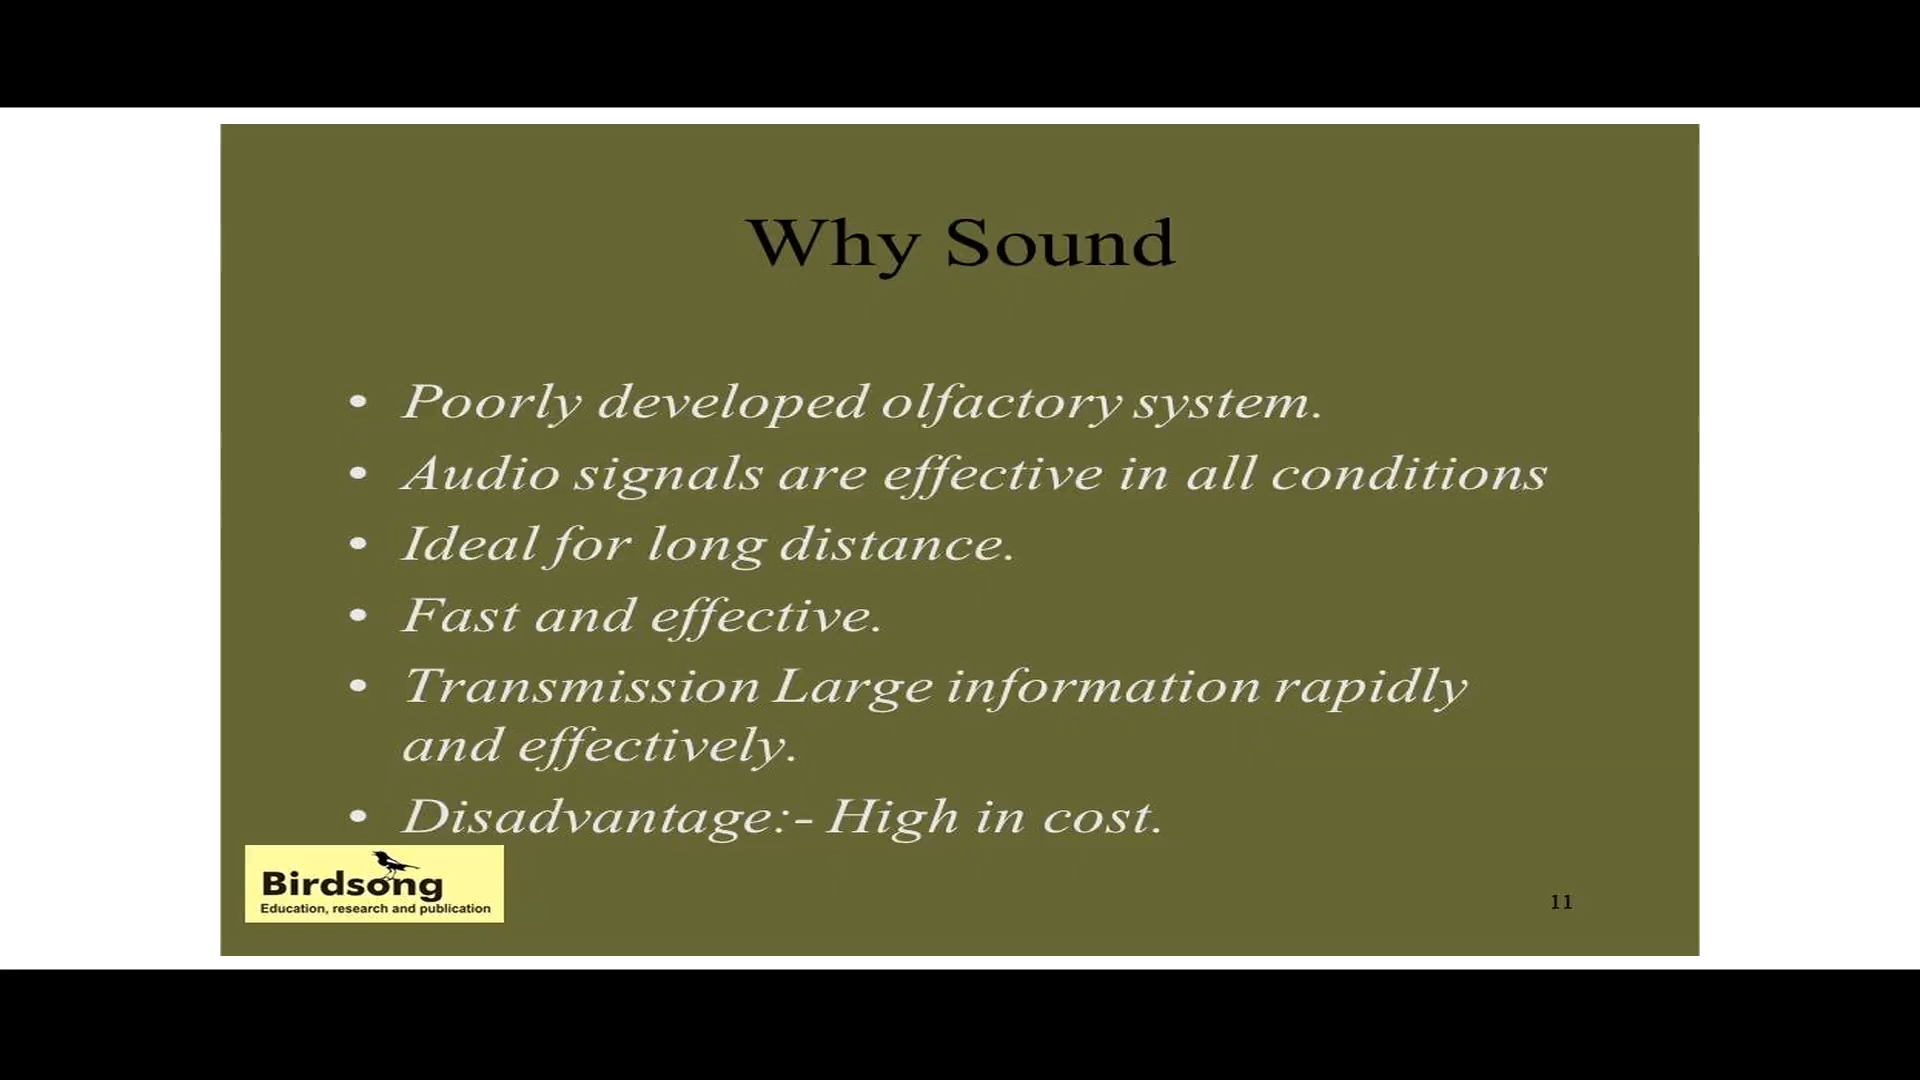 Why Sound
• Poorly developed olfactory system.
• Audio signals are effective in all conditions
• Ideal for long distance.
• Fast and effective.
• Transmission Large information rapidly
and effectively.
• Disadvantage:- High in cost.
Birdsong
Education, research and publication
11